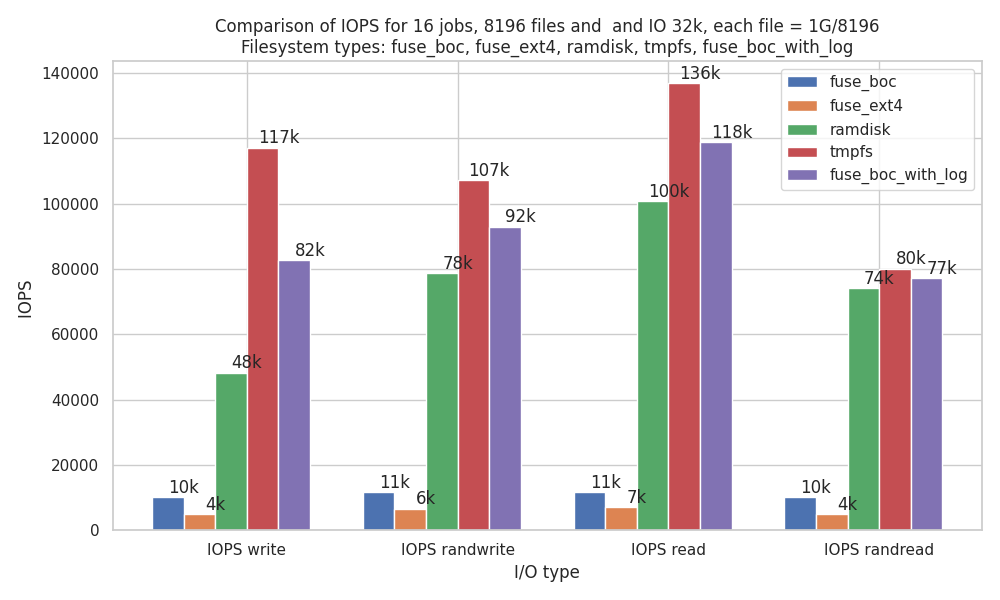 Comparison of IOPS for 16 jobs, 8196 files and  and IO 32k, each file = 1G/8196
Filesystem types: fuse_boc, fuse_ext4, ramdisk, tmpfs, fuse_boc_with_log
IOPS
140000
120000
100000
80000
60000
40000
20000
0
10k
4k
48k
117k
82k
11k
6k
78k
107k
92k
11k
7k
100k
136k
118k
10k
4k
74k
80k
77k
fuse_boc
fuse_ext4
ramdisk
tmpfs
fuse_boc_with_log
IOPS write
IOPS randwrite
IOPS read
IOPS randread
I/O type